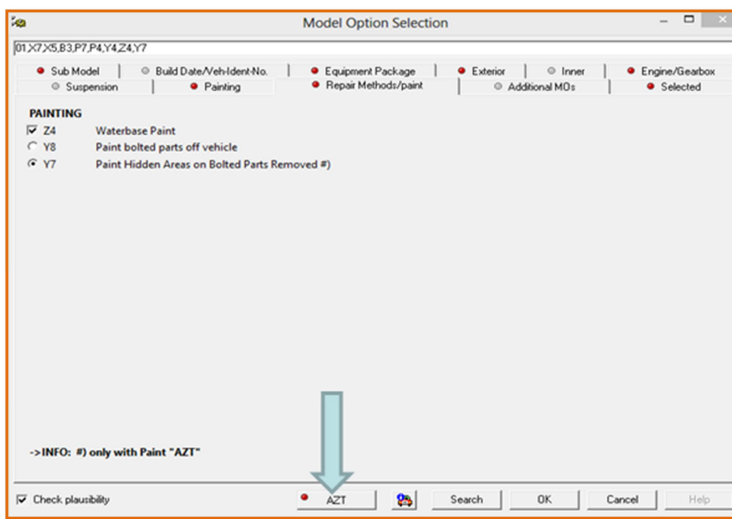 Model Option Selection
01,X7,X5,B3,P7,P4,Y4,Z4,Y7
Sub Model Build Date/Veh-Ident-No. Equipment Package Exterior Inner Engine/Gearbox
Suspension Painting Repair Methods/paint Additional MOs Selected
PAINTING
Z4 Waterbase Paint
Y8 Paint bolted parts off vehicle
Y7 Paint Hidden Areas on Bolted Parts Removed #)
->INFO: #) only with Paint "AZT"
Check plausibility AZT Search OK Cancel Help